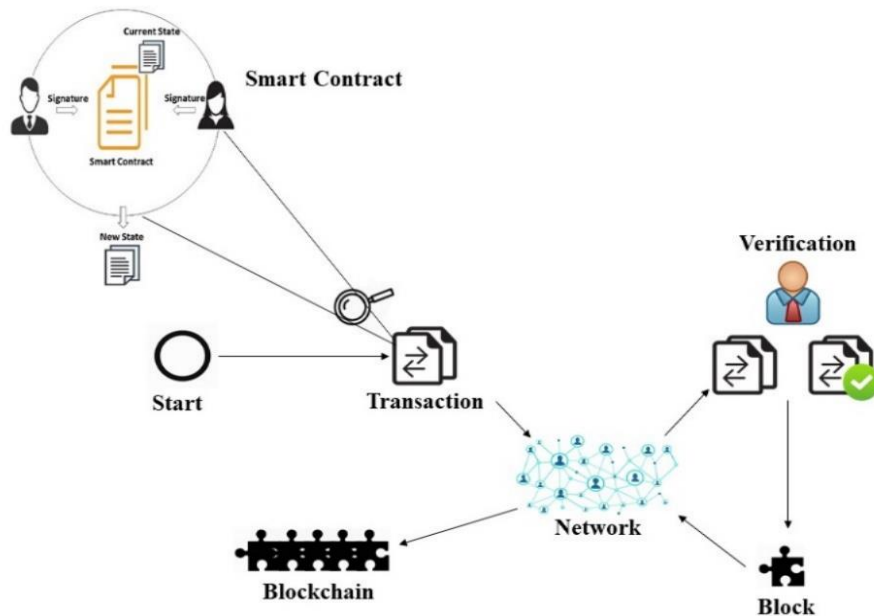 Current State
Smart Contract
Signature
Signature
Smart Contract
New State
Verification
Start
Transaction
Network
Blockchain
Block